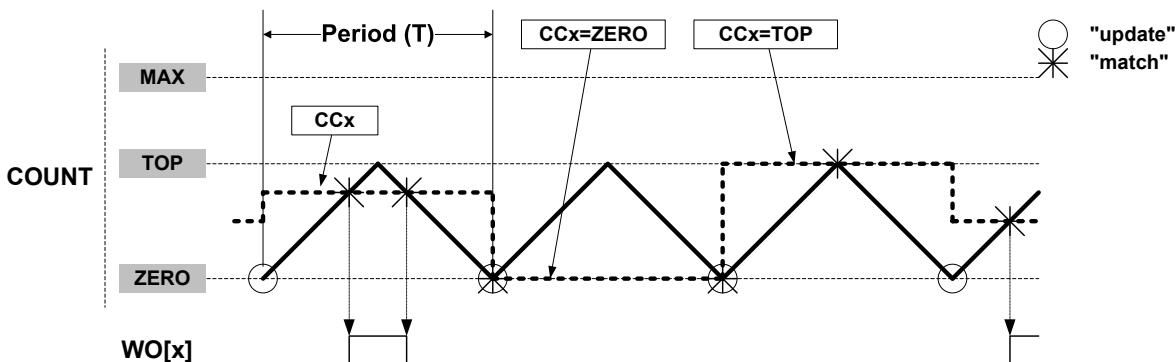 Period (T)
CCx=ZERO
CCx=TOP
"update"
"match"
MAX
CCx
TOP
COUNT
ZERO
WO[x]